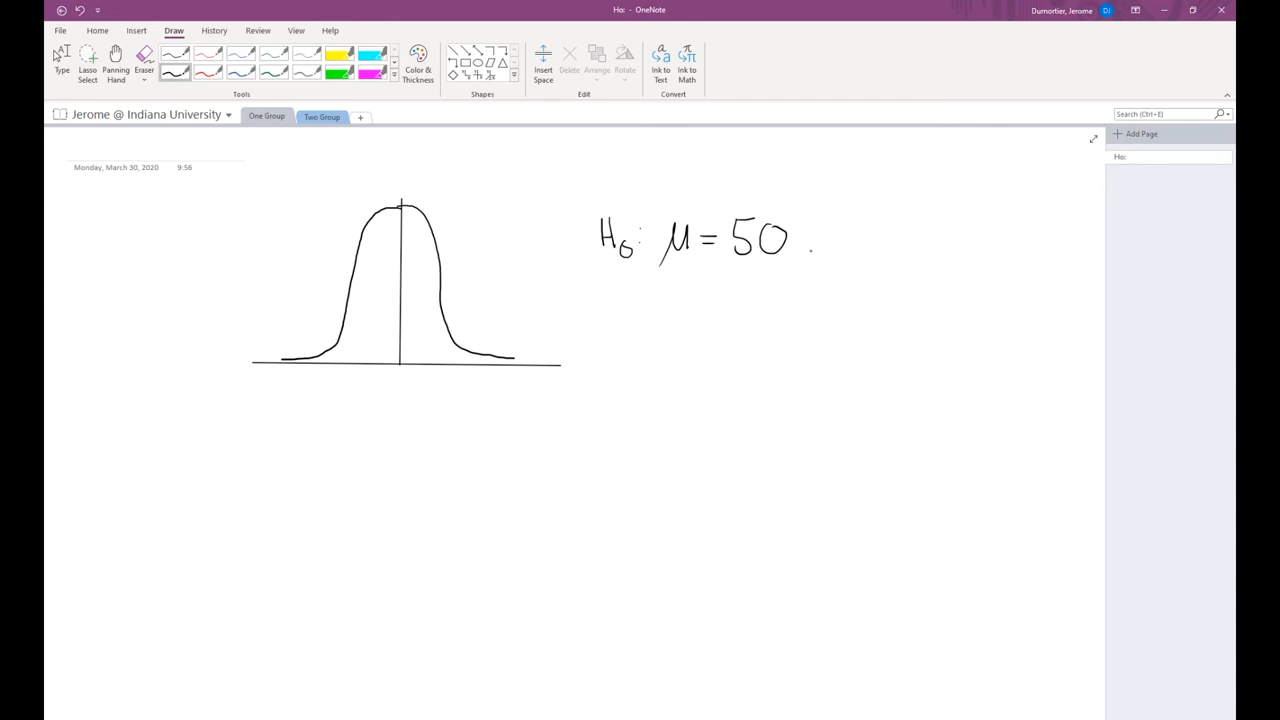 Ho: - OneNote
Dumortier, Jerome DJ
File Home Insert Draw History Review View Help
Type
Lasso Select
Panning Hand
Eraser
Color & Thickness
Insert Space
Delete
Arrange
Rotate
Ink to Text
Ink to Math
Tools
Shapes
Edit
Convert
Jerome @ Indiana University
One Group
Two Group
Search (Ctrl+E)
Add Page
Ho:
Monday, March 30, 2020 9:56
H₀: μ = 50